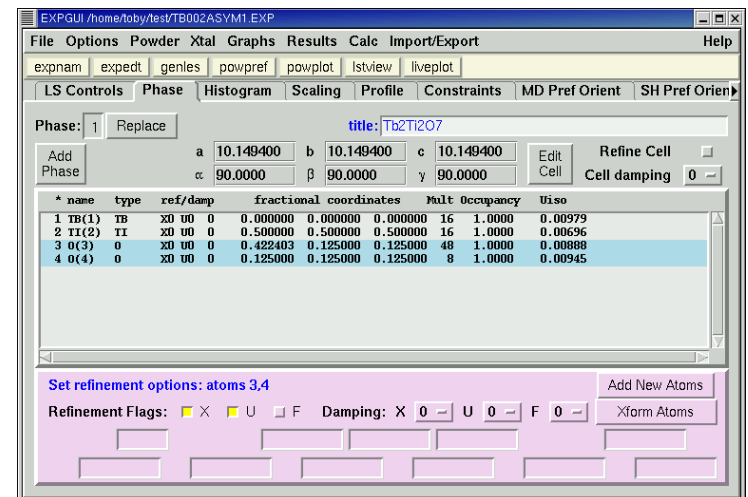 EXPGUI /home/toby/test/TB002ASYM1.EXP
File Options Powder Xtal Graphs Results Calc Import/Export Help
expnam expedt genles powpref powplot lstview liveplot
LS Controls Phase Histogram Scaling Profile Constraints MD Pref Orient SH Pref Orien
Phase: 1 Replace title: Tb2Ti2O7
Add Phase a 10.149400 b 10.149400 c 10.149400 Edit Cell Refine Cell
α 90.0000 β 90.0000 γ 90.0000 Cell damping 0
* name type ref/damp fractional coordinates Mult Occupancy Uiso
1 TB(1) TB X0 U0 0 0.000000 0.000000 0.000000 16 1.0000 0.00979
2 TI(2) TI X0 U0 0 0.500000 0.500000 0.500000 16 1.0000 0.00696
3 O(3) O X0 U0 0 0.422403 0.125000 0.125000 48 1.0000 0.00888
4 O(4) O X0 U0 0 0.125000 0.125000 0.125000 8 1.0000 0.00945
Set refinement options: atoms 3,4 Add New Atoms
Refinement Flags: X U F Damping: X 0 U 0 F 0 Xform Atoms